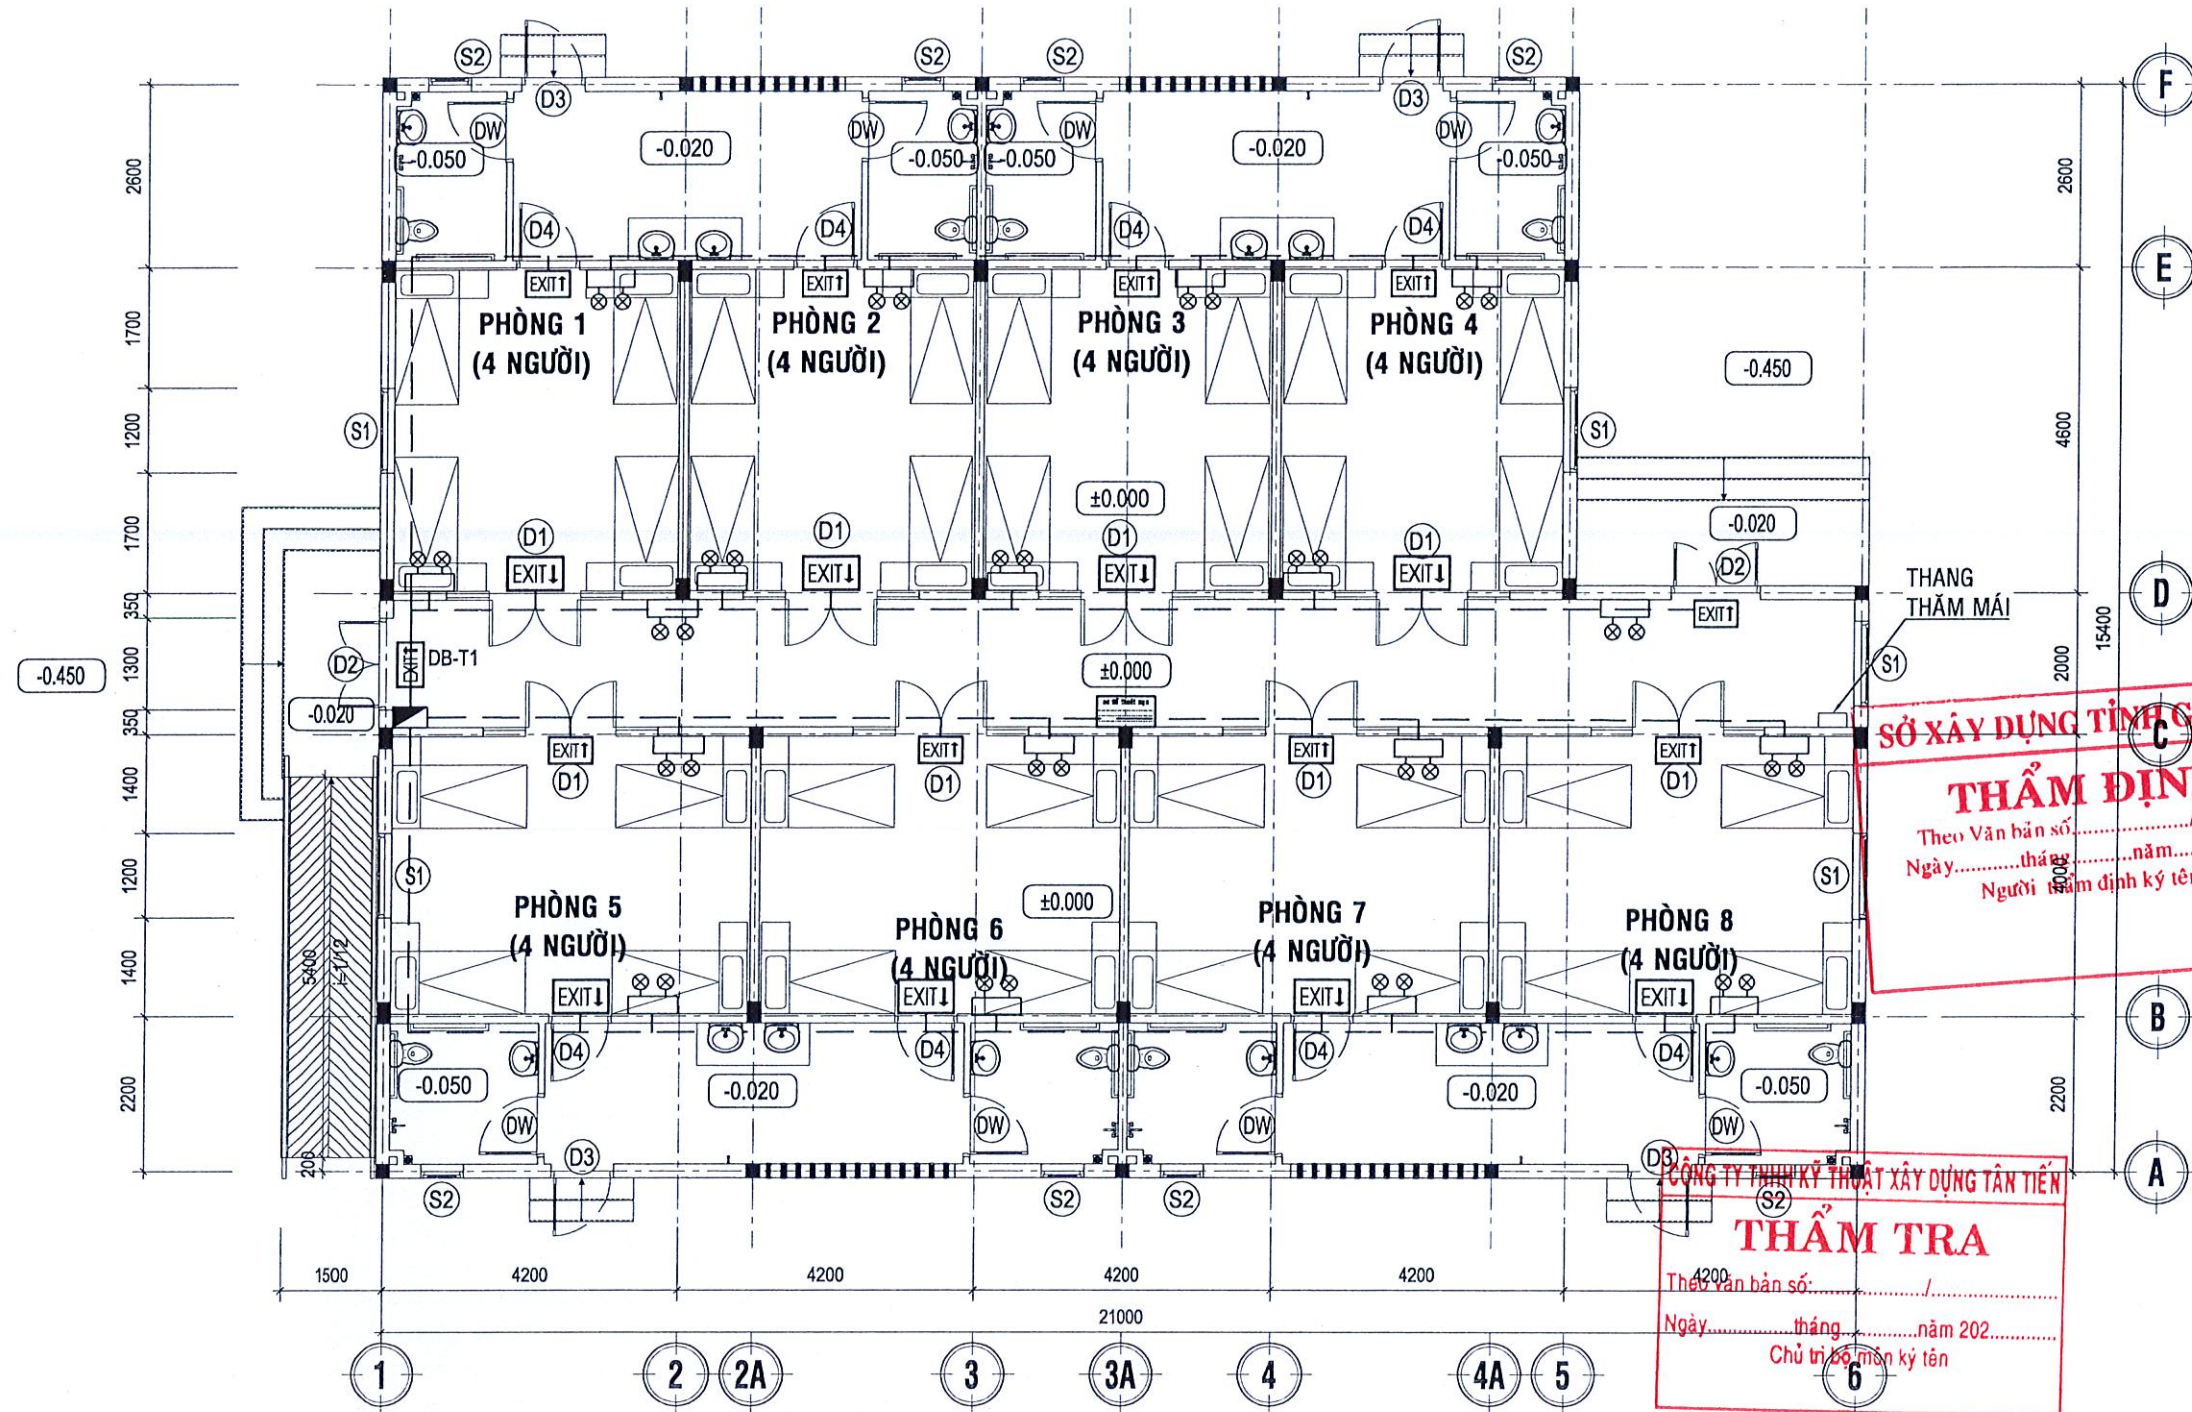 S2
S2
S2
S2
F
D3
D3
DW
DW
DW
DW
-0.050
-0.020
-0.050
-0.050
-0.020
-0.050
2600
2600
D4
D4
D4
D4
E
EXIT↑
EXIT↑
EXIT↑
EXIT↑
PHÒNG 1
(4 NGƯỜI)
PHÒNG 2
(4 NGƯỜI)
PHÒNG 3
(4 NGƯỜI)
PHÒNG 4
(4 NGƯỜI)
1700
-0.450
S1
1200
S1
4600
±0.000
1700
D1
D1
D1
D1
-0.020
EXIT↓
EXIT↓
EXIT↓
EXIT↓
D2
THANG
THĂM MÁI
D
350
EXIT↑
15400
-0.450
D2
EXIT↑
DB-T1
1300
±0.000
2000
S1
-0.020
350
SỞ XÂY DỰNG TỈNH G
C
EXIT↑
EXIT↑
EXIT↑
EXIT↑
D1
D1
D1
D1
1400
THẨM ĐỊN
Theo Văn bản số............/
Ngày...........tháng...........năm....
Người thẩm định ký tên
4000
1200
S1
S1
±0.000
PHÒNG 5
(4 NGƯỜI)
PHÒNG 6
(4 NGƯỜI)
PHÒNG 7
(4 NGƯỜI)
PHÒNG 8
(4 NGƯỜI)
5400
i=1/12
1400
EXIT↓
EXIT↓
EXIT↓
EXIT↓
B
D4
D4
D4
D4
-0.050
-0.020
-0.020
-0.050
2200
2200
DW
DW
DW
DW
200
D3
D3
A
S2
S2
S2
S2
CÔNG TY TNHH KỸ THUẬT XÂY DỰNG TÂN TIẾN
THẨM TRA
Theo văn bản số:............../................
Ngày..............tháng..............năm 202............
Chủ trì bộ môn ký tên
1500
4200
4200
4200
4200
4200
21000
1
2
2A
3
3A
4
4A
5
6